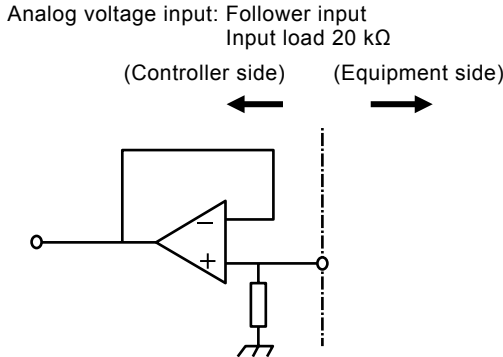 Analog voltage input: Follower input
Input load 20 kΩ
(Controller side) (Equipment side)
−
+